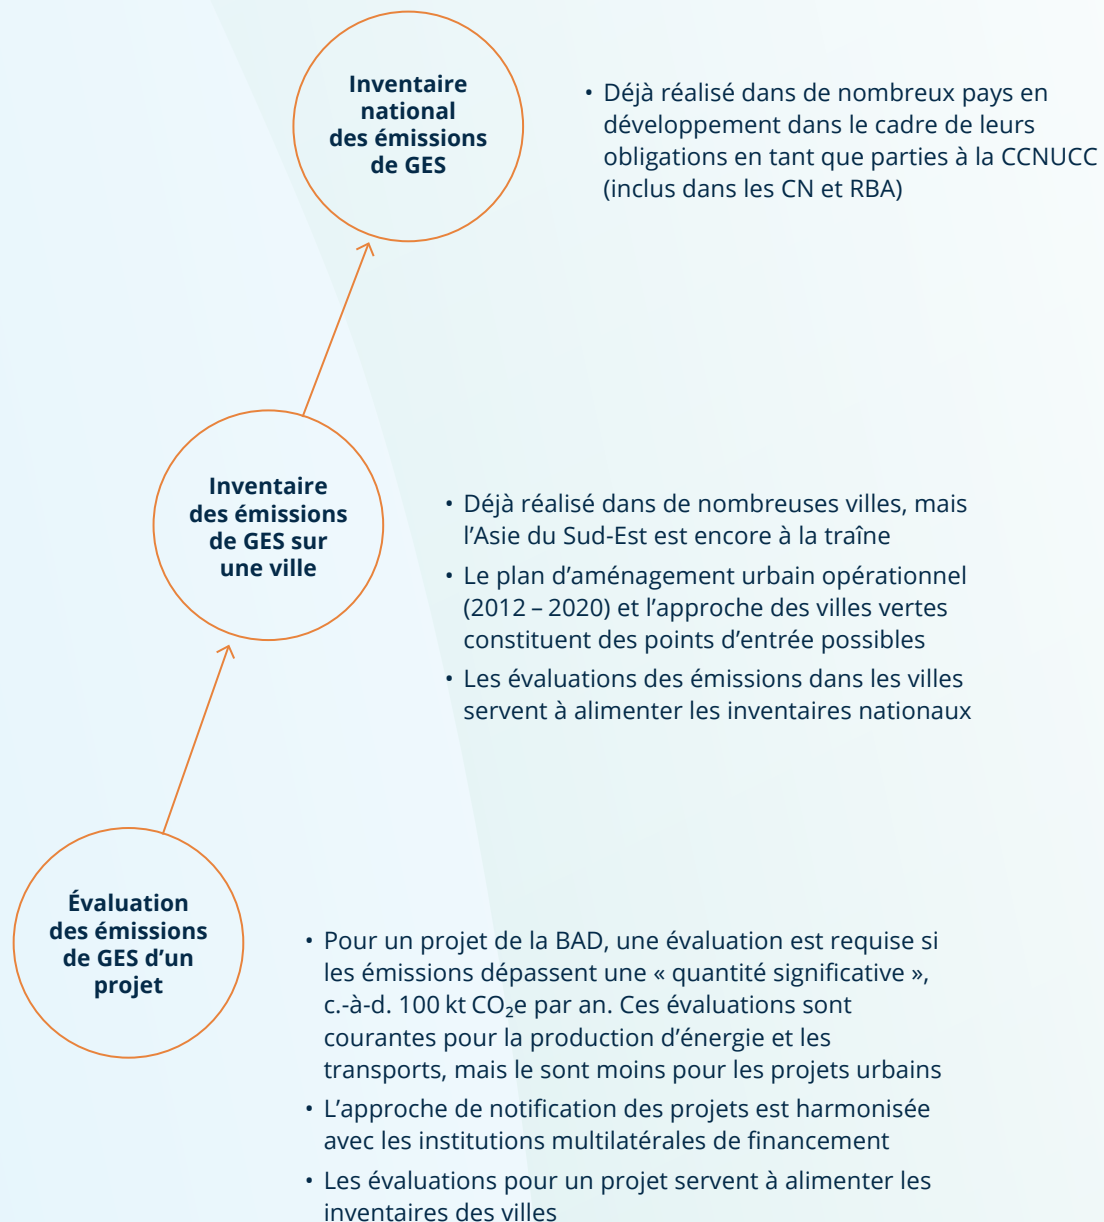 Inventaire
national
des émissions
de GES
• Déjà réalisé dans de nombreux pays en
développement dans le cadre de leurs
obligations en tant que parties à la CCNUCC
(inclus dans les CN et RBA)
Inventaire
des émissions
de GES sur
une ville
• Déjà réalisé dans de nombreuses villes, mais
l’Asie du Sud-Est est encore à la traîne
• Le plan d’aménagement urbain opérationnel
(2012 – 2020) et l’approche des villes vertes
constituent des points d’entrée possibles
• Les évaluations des émissions dans les villes
servent à alimenter les inventaires nationaux
Évaluation
des émissions
de GES d’un
projet
• Pour un projet de la BAD, une évaluation est requise si
les émissions dépassent une « quantité significative »,
c.-à-d. 100 kt CO₂e par an. Ces évaluations sont
courantes pour la production d’énergie et les
transports, mais le sont moins pour les projets urbains
• L’approche de notification des projets est harmonisée
avec les institutions multilatérales de financement
• Les évaluations pour un projet servent à alimenter les
inventaires des villes